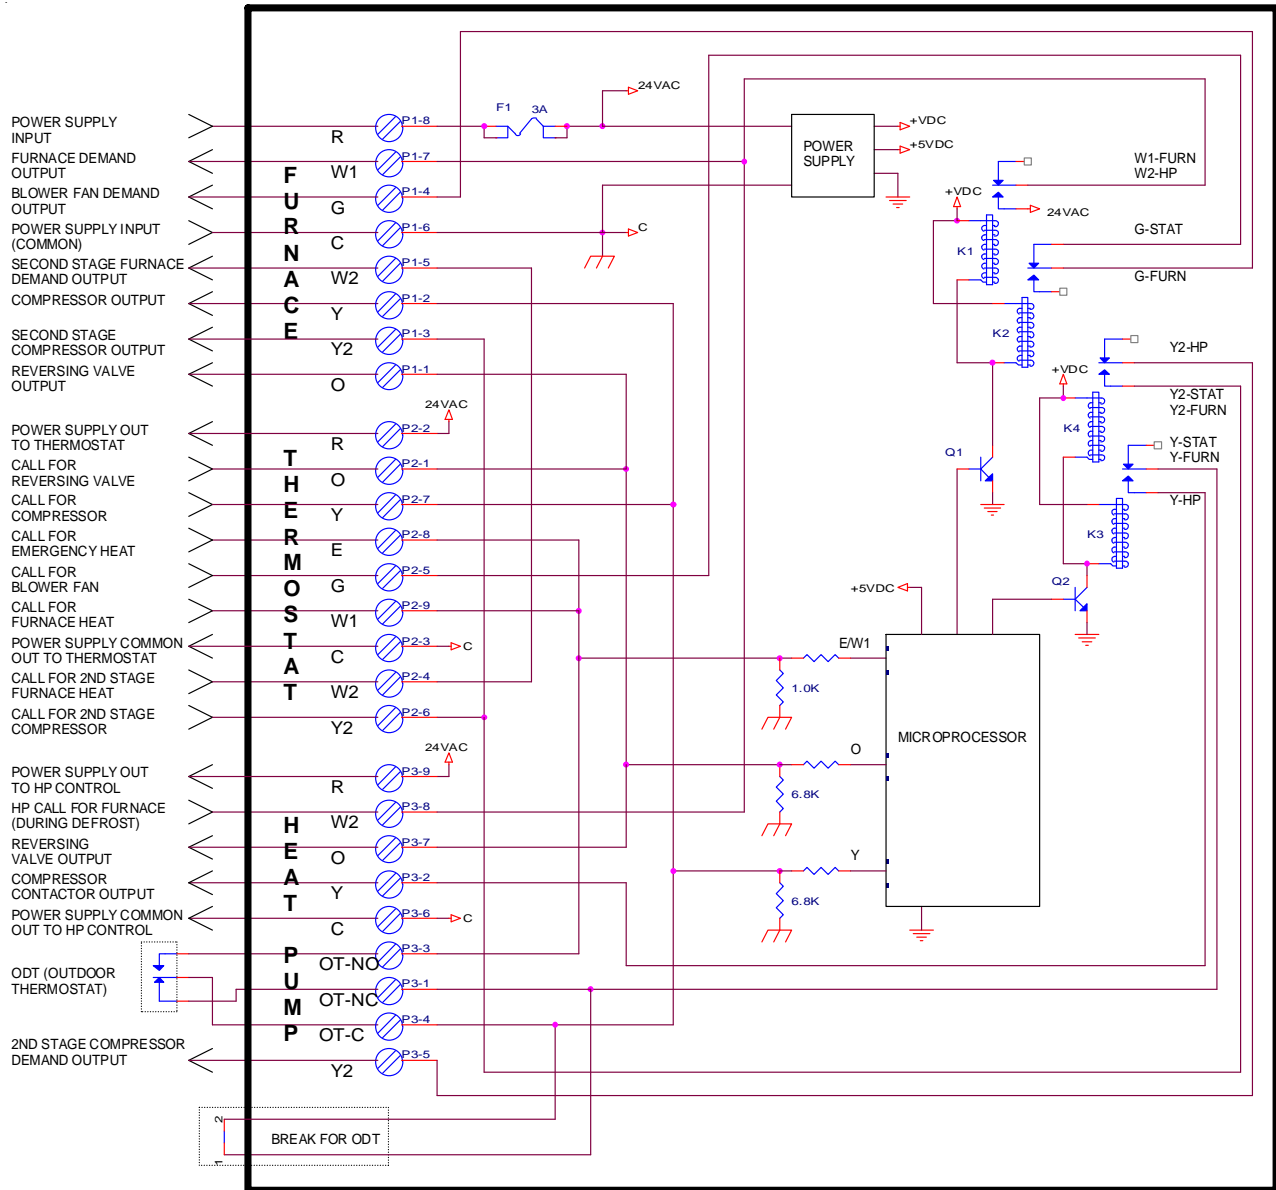 POWER SUPPLY
INPUT
R
P1-8
F1
3A
24VAC
FURNACE DEMAND
OUTPUT
W1
P1-7
BLOWER FAN DEMAND
OUTPUT
G
P1-4
POWER SUPPLY INPUT
(COMMON)
C
P1-6
C
SECOND STAGE FURNACE
DEMAND OUTPUT
W2
P1-5
COMPRESSOR OUTPUT
Y
P1-2
SECOND STAGE
COMPRESSOR OUTPUT
Y2
P1-3
REVERSING VALVE
OUTPUT
O
P1-1
FURNACE
POWER
SUPPLY
+VDC
+5VDC
W1-FURN
W2-HP
+VDC
24VAC
K1
G-STAT
G-FURN
K2
Y2-HP
+VDC
Y2-STAT
Y2-FURN
K4
Y-STAT
Y-FURN
Y-HP
K3
Q1
Q2
POWER SUPPLY OUT
TO THERMOSTAT
R
P2-2
24VAC
CALL FOR
REVERSING VALVE
O
P2-1
CALL FOR
COMPRESSOR
Y
P2-7
CALL FOR
EMERGENCY HEAT
E
P2-8
CALL FOR
BLOWER FAN
G
P2-5
CALL FOR
FURNACE HEAT
W1
P2-9
POWER SUPPLY COMMON
OUT TO THERMOSTAT
C
P2-3
C
CALL FOR 2ND STAGE
FURNACE HEAT
W2
P2-4
CALL FOR 2ND STAGE
COMPRESSOR
Y2
P2-6
THERMOSTAT
+5VDC
E/W1
1.0K
MICROPROCESSOR
O
6.8K
Y
6.8K
POWER SUPPLY OUT
TO HP CONTROL
R
P3-9
24VAC
HP CALL FOR FURNACE
(DURING DEFROST)
W2
P3-8
REVERSING
VALVE OUTPUT
O
P3-7
COMPRESSOR
CONTACTOR OUTPUT
Y
P3-2
POWER SUPPLY COMMON
OUT TO HP CONTROL
C
P3-6
C
OT-NO
P3-3
ODT (OUTDOOR
THERMOSTAT)
OT-NC
P3-1
OT-C
P3-4
2ND STAGE COMPRESSOR
DEMAND OUTPUT
Y2
P3-5
HEAT PUMP
2
BREAK FOR ODT
1